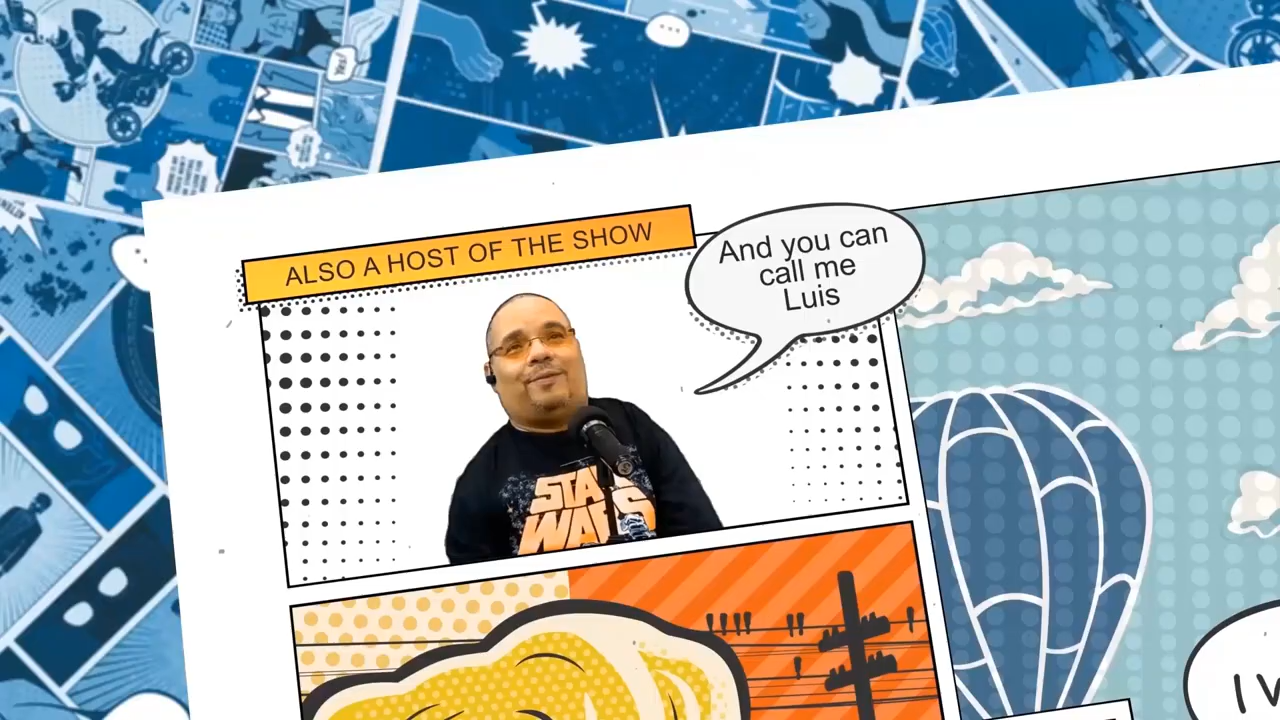 ALSO A HOST OF THE SHOW
And you can
call me
Luis
STAR
WARS
I